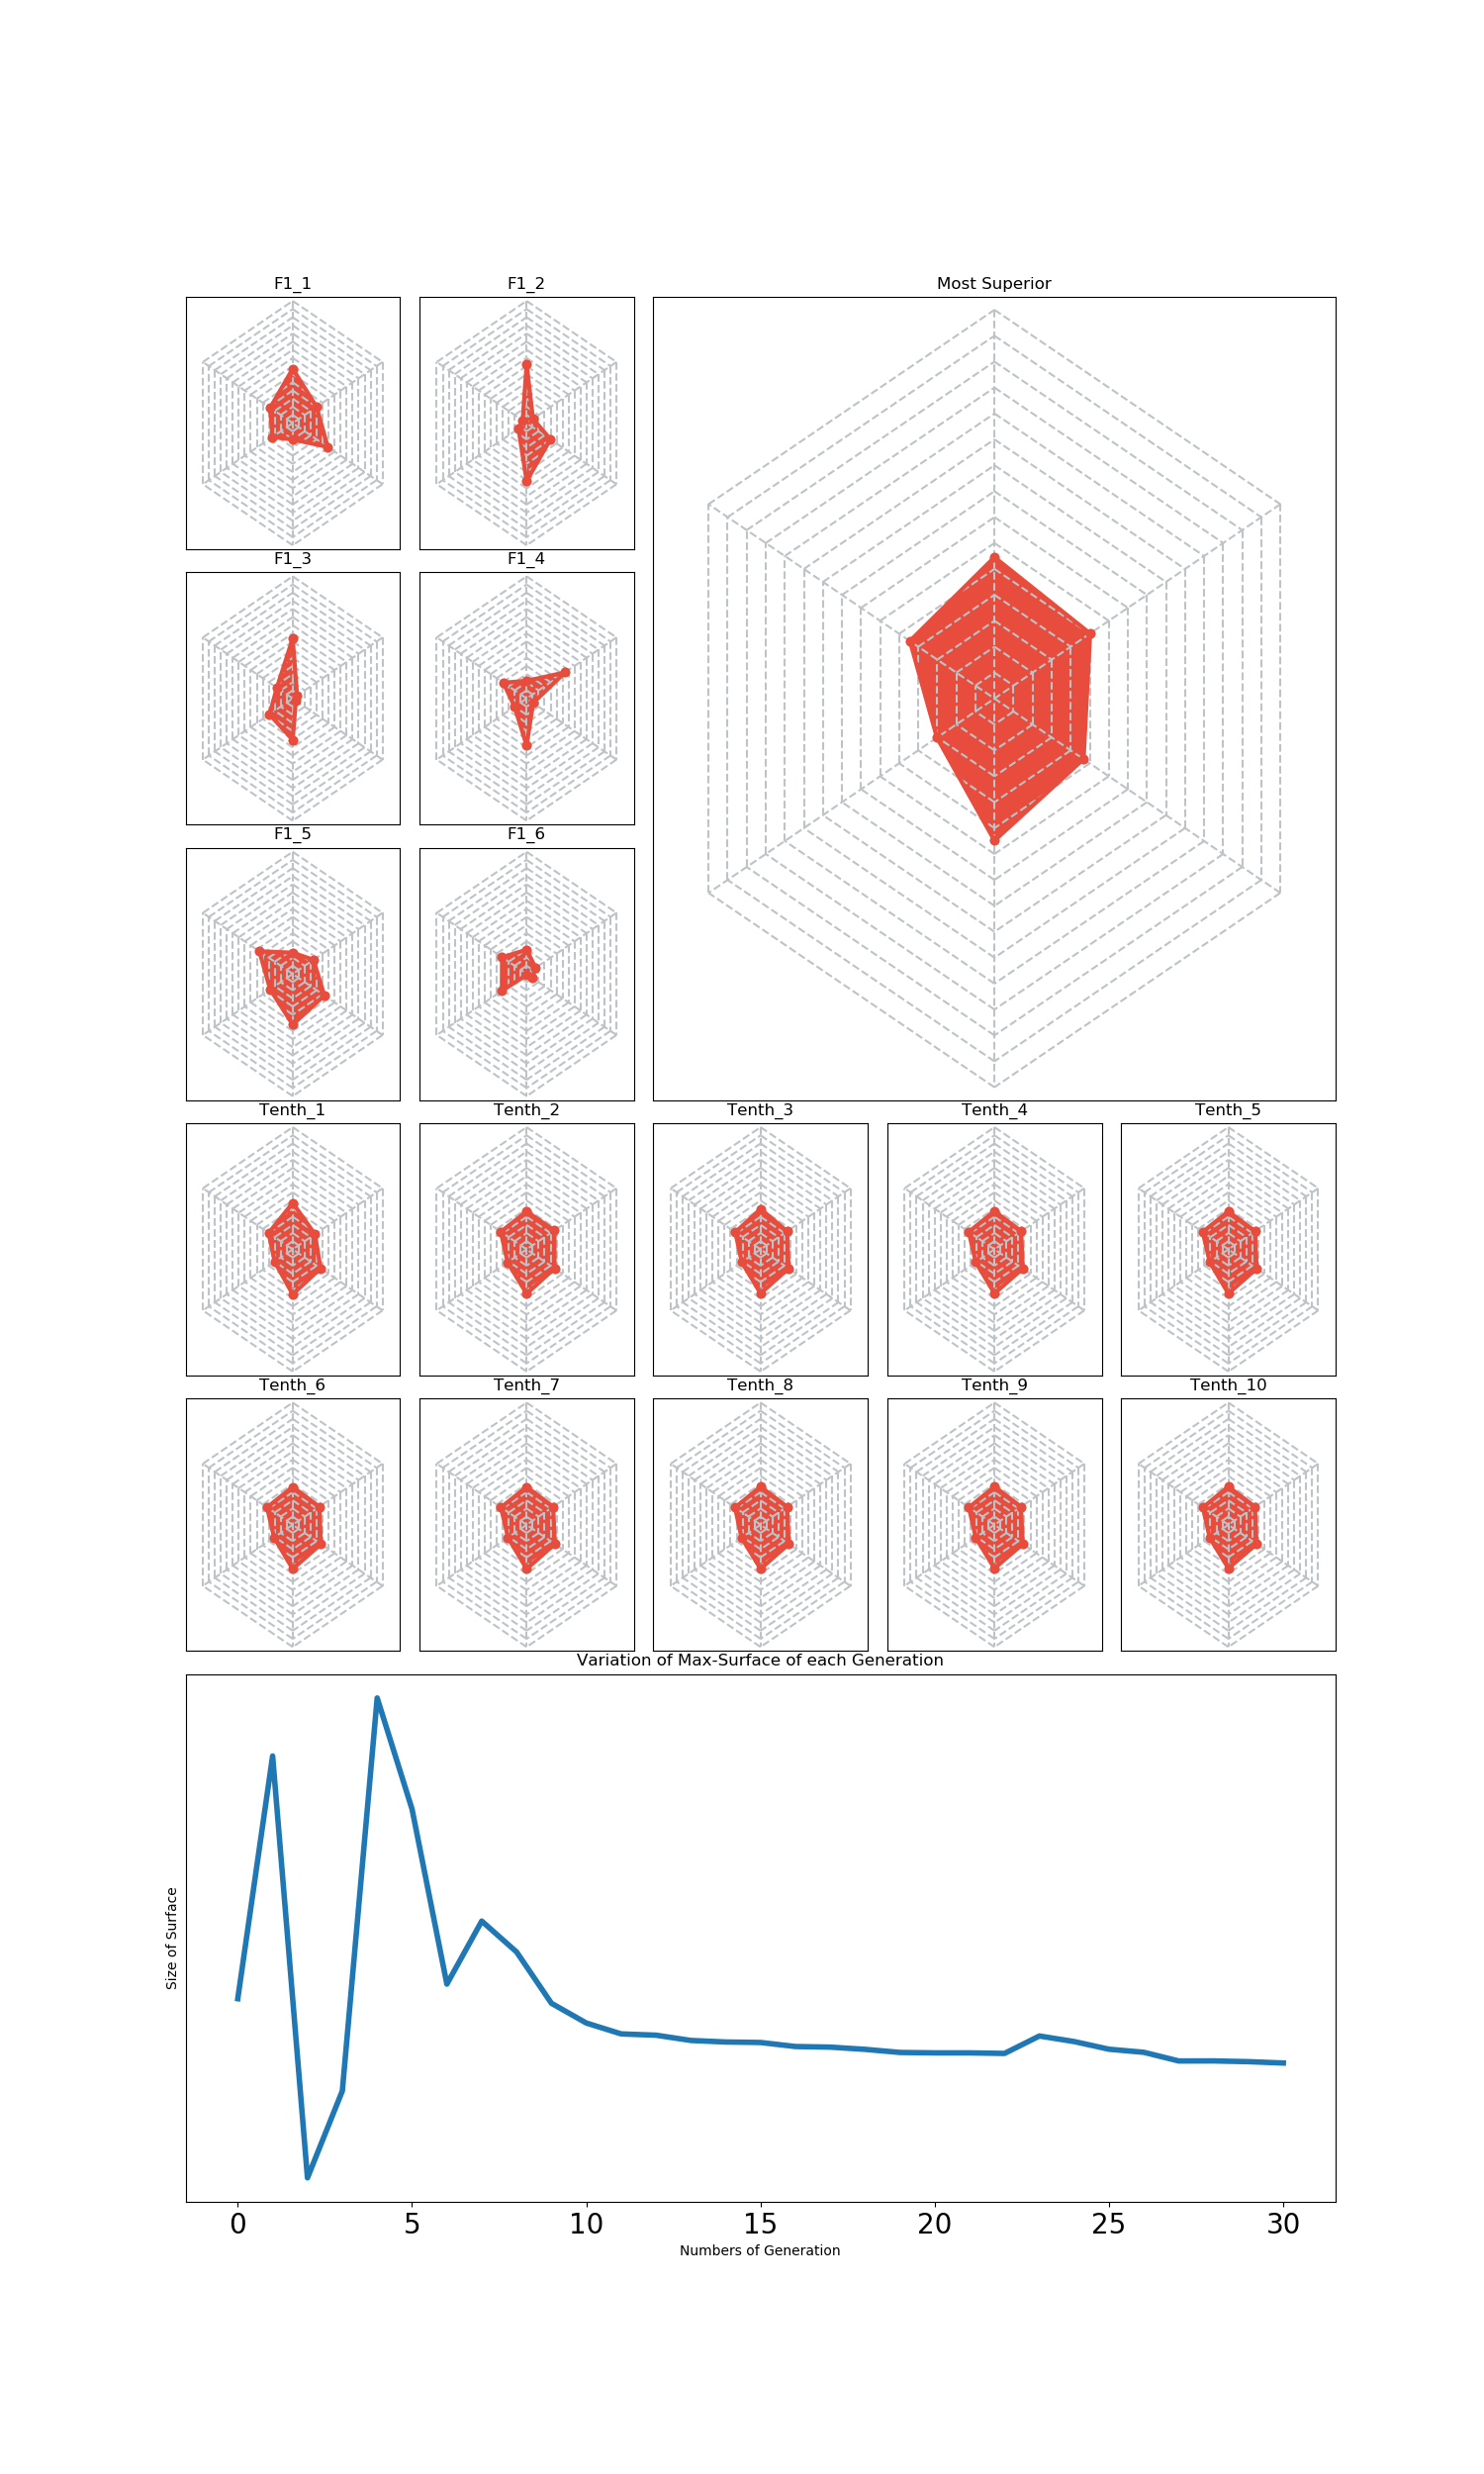 F1_1
F1_2
Most Superior
F1_3
F1_4
F1_5
F1_6
Tenth_1
Tenth_2
Tenth_3
Tenth_4
Tenth_5
Tenth_6
Tenth_7
Tenth_8
Tenth_9
Tenth_10
Variation of Max-Surface of each Generation
Size of Surface
0 5 10 15 20 25 30
Numbers of Generation